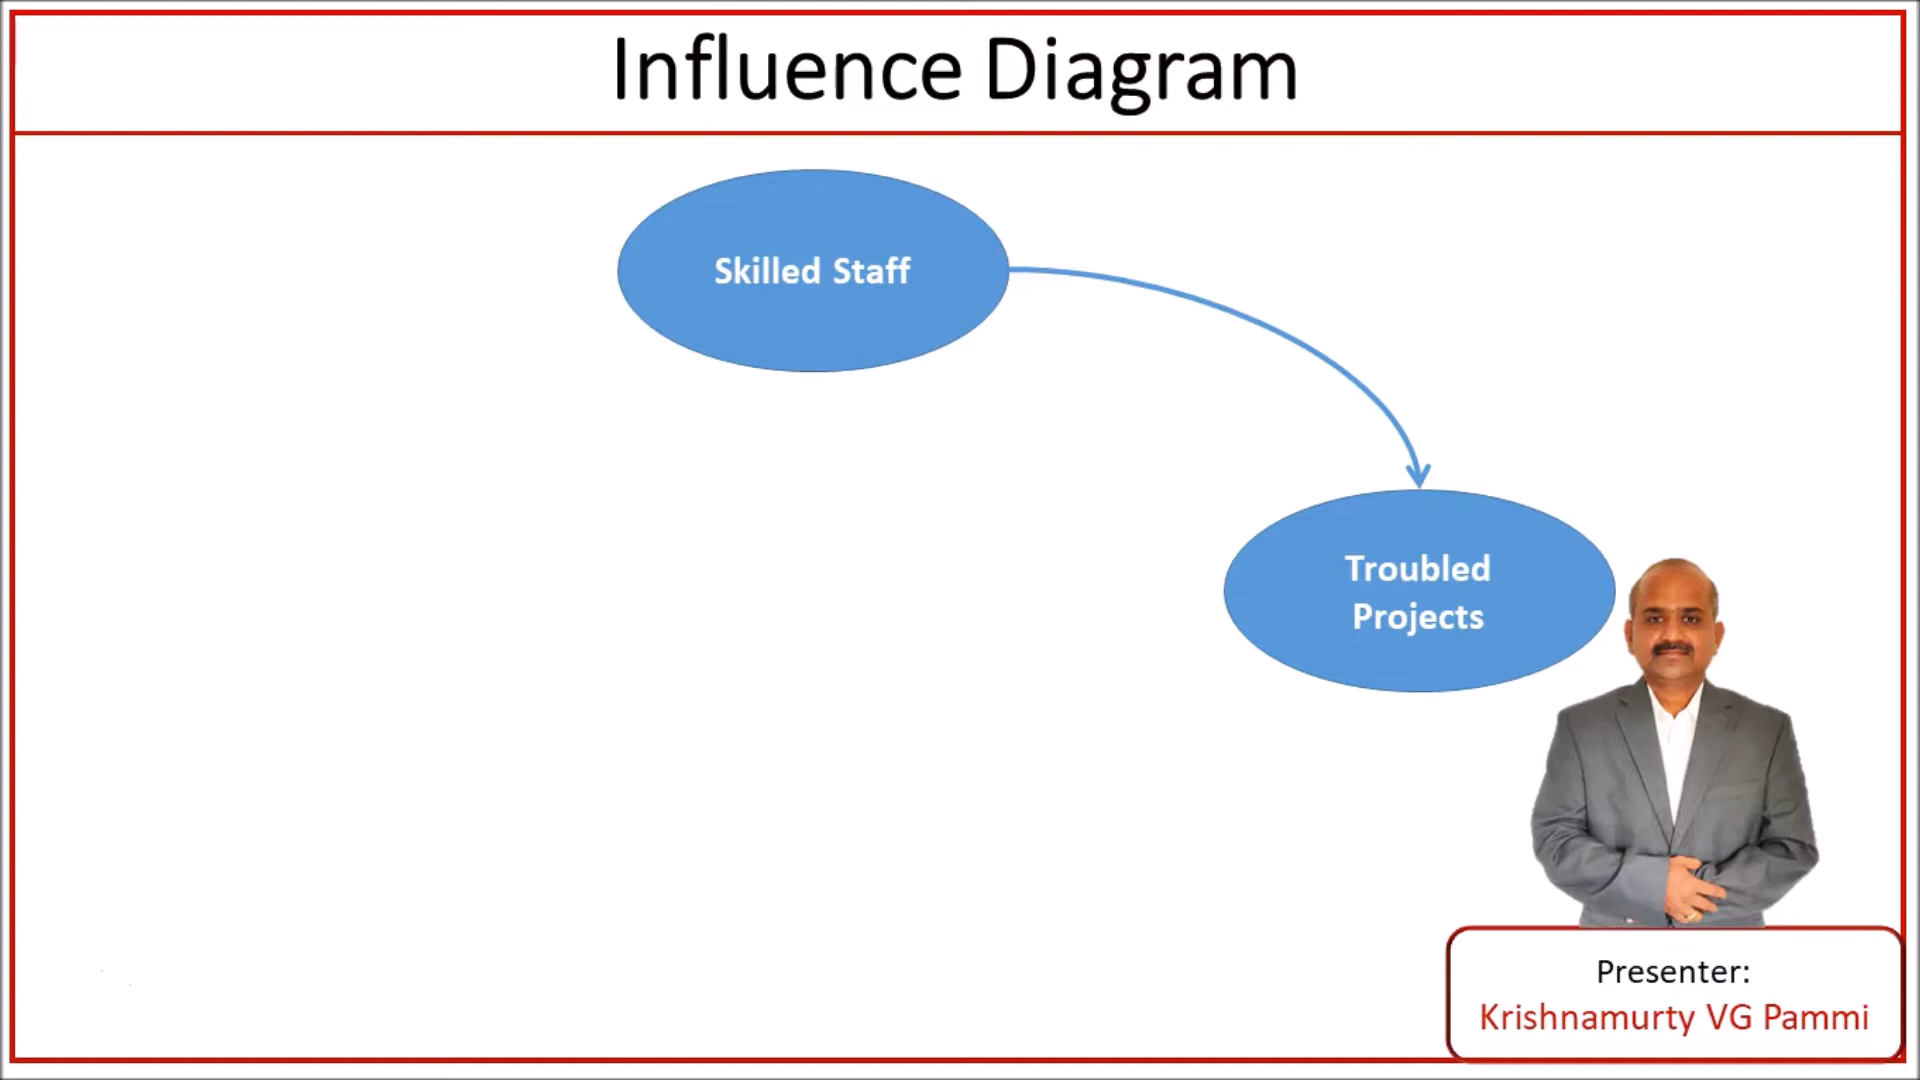 Influence Diagram
Skilled Staff
Troubled
Projects
Presenter:
Krishnamurty VG Pammi